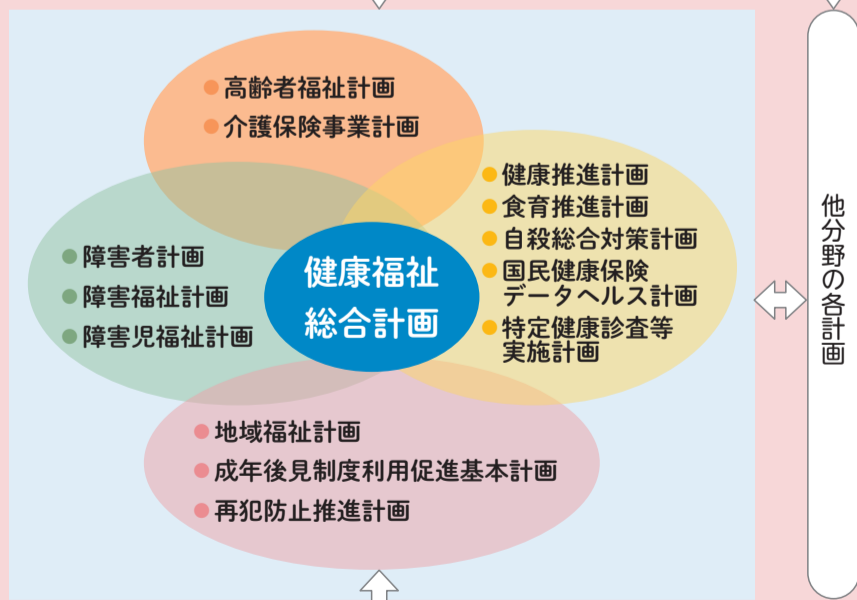 高齢者福祉計画
介護保険事業計画
健康推進計画
食育推進計画
自殺総合対策計画
国民健康保険
データヘルス計画
特定健康診査等
実施計画
障害者計画
障害福祉計画
障害児福祉計画
健康福祉
総合計画
地域福祉計画
成年後見制度利用促進基本計画
再犯防止推進計画
他分野の各計画